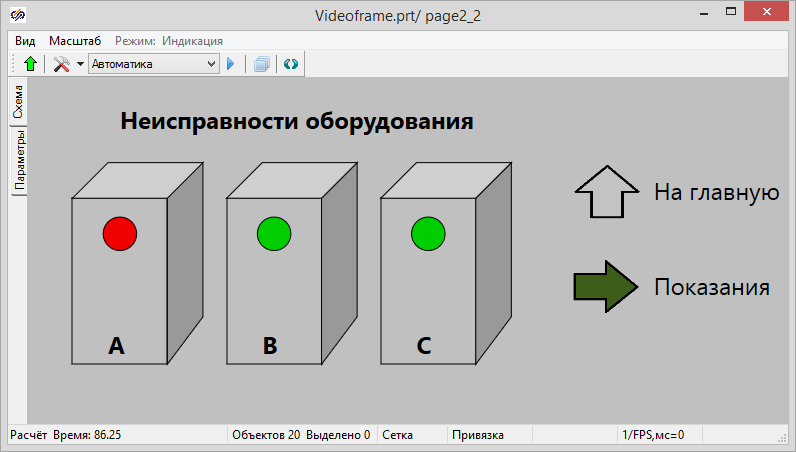 Videoframe.prt/ page2_2
Вид Масштаб Режим: Индикация
Автоматика
Схема
Параметры
Неисправности оборудования
На главную
Показания
A B C
Расчёт Время: 86.25 Объектов 20 Выделено 0 Сетка Привязка 1/FPS,мс=0